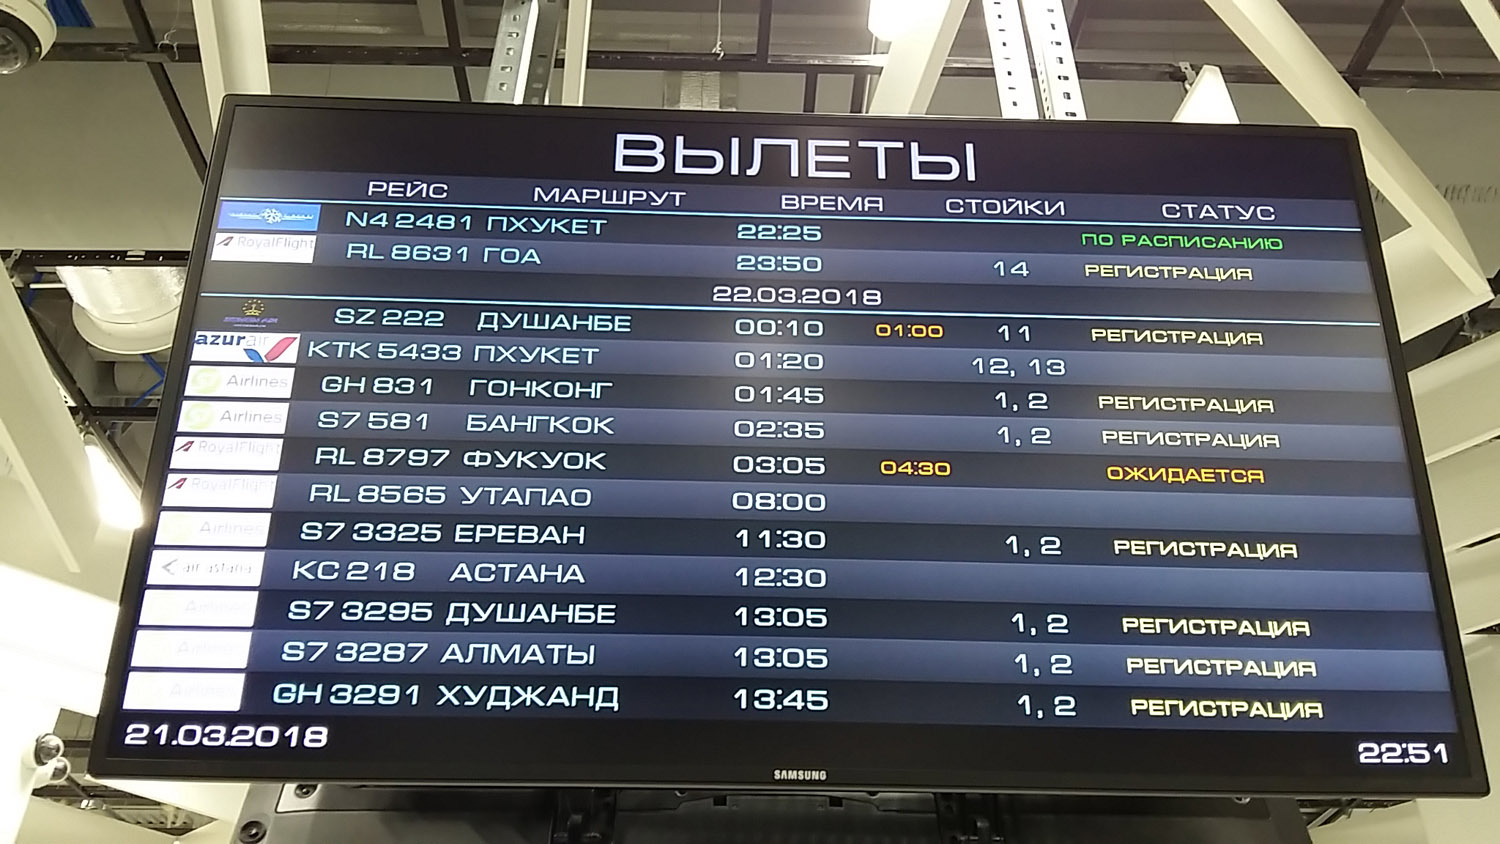 ВЫЛЕТЫ
РЕЙС МАРШРУТ ВРЕМЯ СТОЙКИ СТАТУС
N4 2481 ПХУКЕТ 22:25 ПО РАСПИСАНИЮ
RoyalFlight RL 8631 ГОА 23:50 14 РЕГИСТРАЦИЯ
22.03.2018
SZ 222 ДУШАНБЕ 00:10 01:00 11 РЕГИСТРАЦИЯ
azurair KTK 5433 ПХУКЕТ 01:20 12, 13
Airlines GH 831 ГОНКОНГ 01:45 1, 2 РЕГИСТРАЦИЯ
Airlines S7 581 БАНГКОК 02:35 1, 2 РЕГИСТРАЦИЯ
RoyalFlight RL 8797 ФУКУОК 03:05 04:30 ОЖИДАЕТСЯ
RoyalFlight RL 8565 УТАПАО 08:00
Airlines S7 3325 ЕРЕВАН 11:30 1, 2 РЕГИСТРАЦИЯ
air astana KC 218 АСТАНА 12:30
Airlines S7 3295 ДУШАНБЕ 13:05 1, 2 РЕГИСТРАЦИЯ
Airlines S7 3287 АЛМАТЫ 13:05 1, 2 РЕГИСТРАЦИЯ
Airlines GH 3291 ХУДЖАНД 13:45 1, 2 РЕГИСТРАЦИЯ
21.03.2018 22:51
SAMSUNG